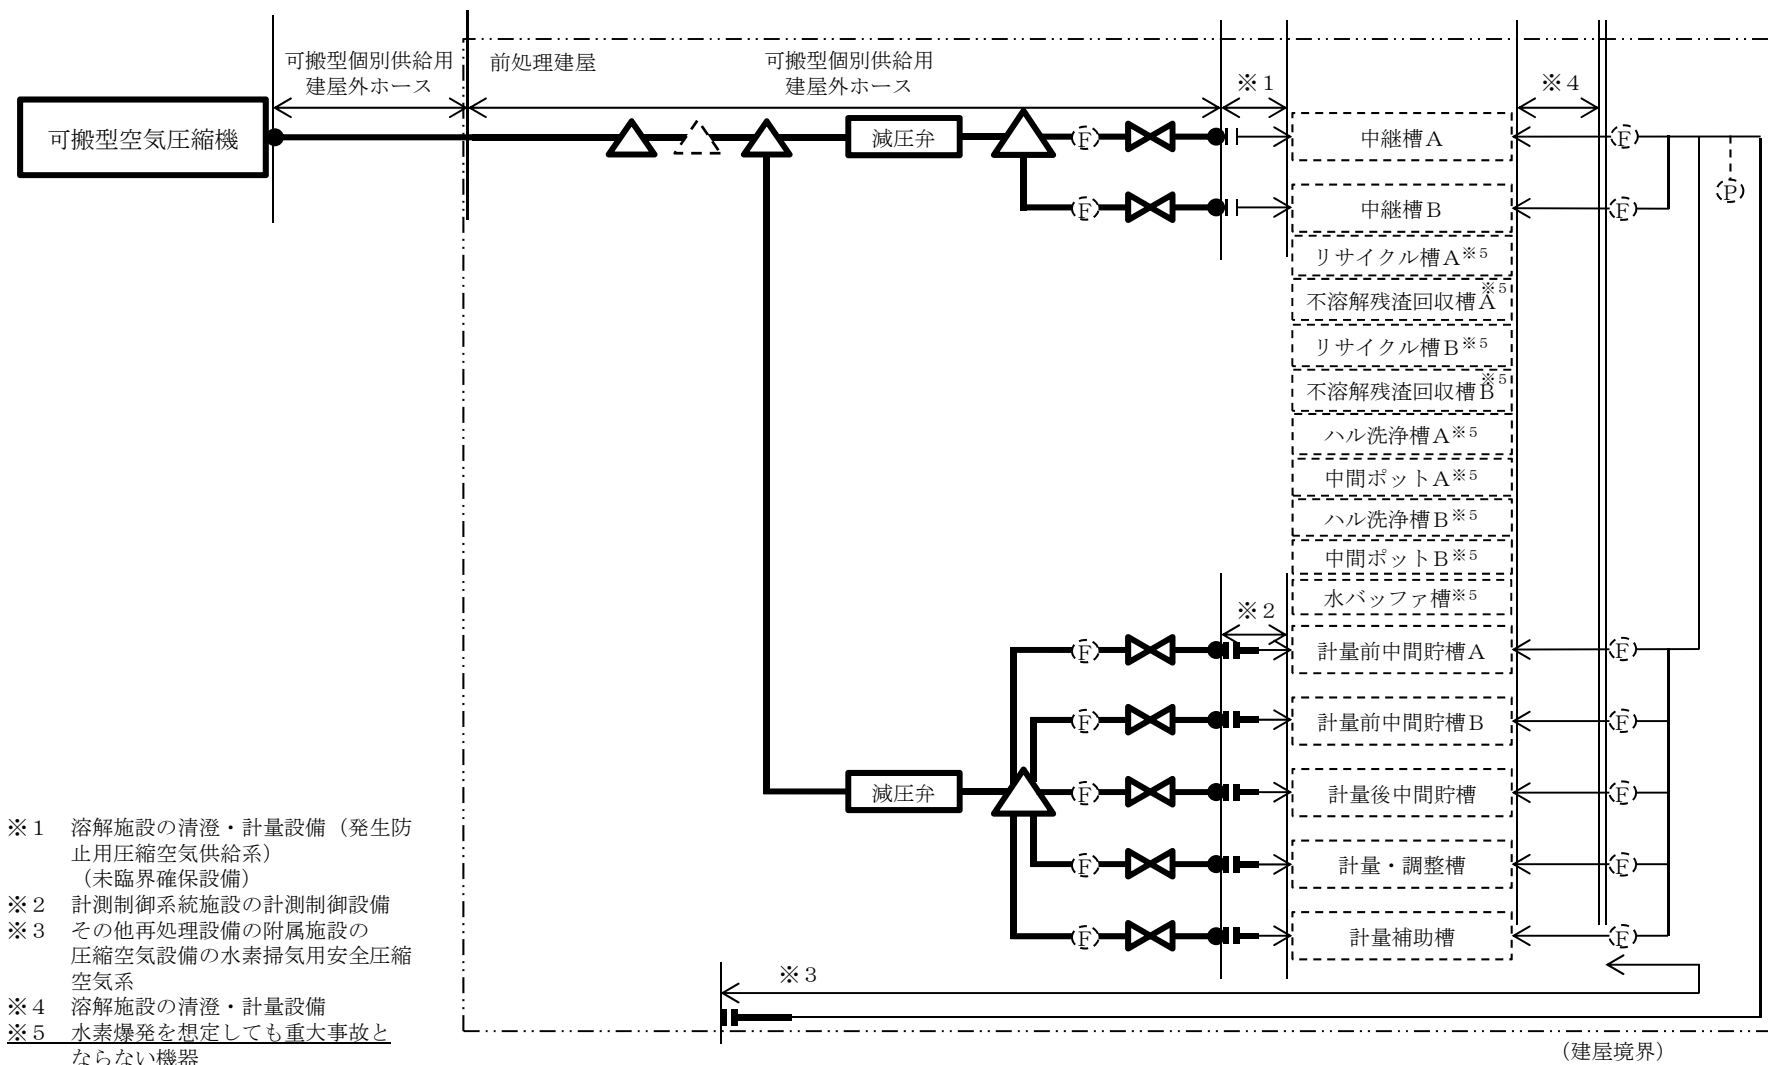 可搬型個別供給用
建屋外ホース
前処理建屋
可搬型個別供給用
建屋外ホース
※1
※4
可搬型空気圧縮機
減圧弁
F
中継槽A
F
P
F
中継槽B
F
リサイクル槽A※5
不溶解残渣回収槽A※5
リサイクル槽B※5
不溶解残渣回収槽B※5
ハル洗浄槽A※5
中間ポットA※5
ハル洗浄槽B※5
中間ポットB※5
水バッファ槽※5
※2
F
計量前中間貯槽A
F
F
計量前中間貯槽B
F
減圧弁
F
計量後中間貯槽
F
F
計量・調整槽
F
F
計量補助槽
F
※3
※1 溶解施設の清澄・計量設備（発生防
止用圧縮空気供給系）
（未臨界確保設備）
※2 計測制御系統施設の計測制御設備
※3 その他再処理設備の附属施設の
圧縮空気設備の水素掃気用安全圧縮
空気系
※4 溶解施設の清澄・計量設備
※5 水素爆発を想定しても重大事故と
ならない機器
（建屋境界）